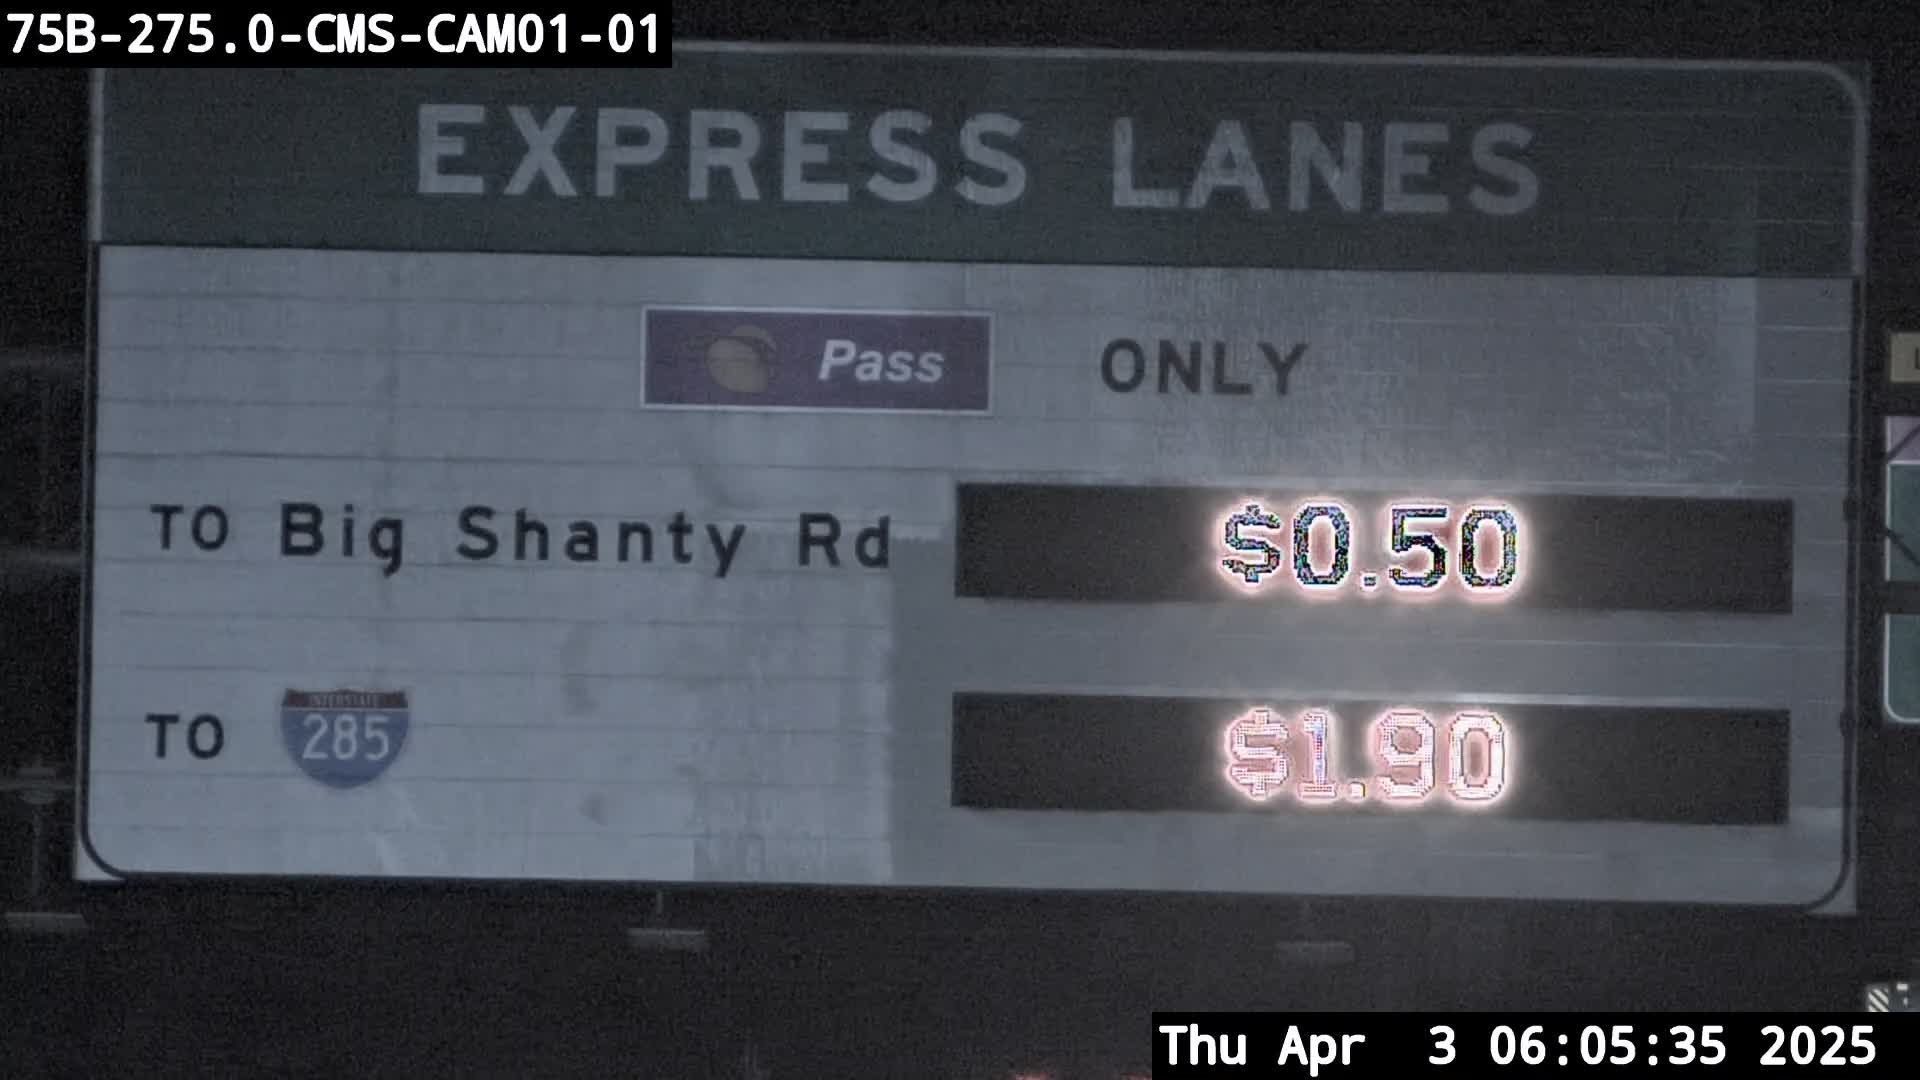 75B-275.0-CMS-CAM01-01
EXPRESS LANES
Pass ONLY
TO Big Shanty Rd $0.50
INTERSTATE
TO 285 $1.90
Thu Apr 3 06:05:35 2025